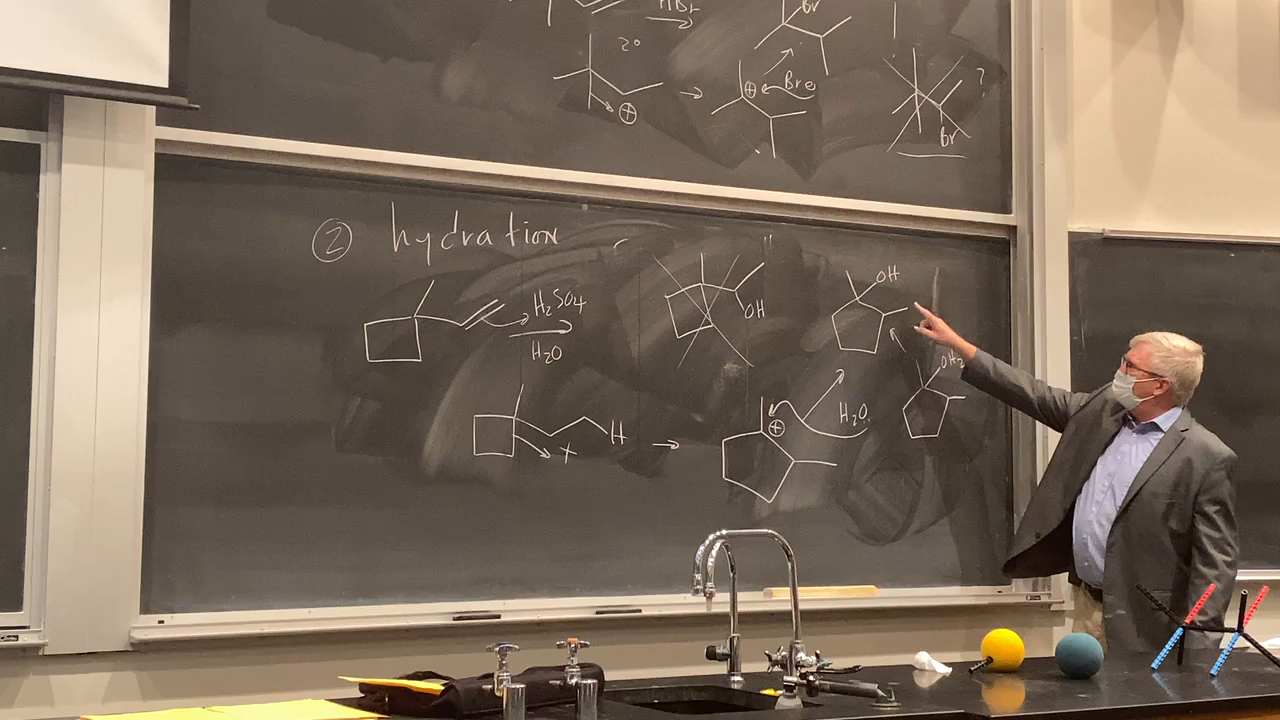 HBr
Br
2°
⊕
⊕
Br⊖
?
Br
② hydration
H₂SO₄
H₂O
OH
OH
OH₂
H
⊕
H₂O